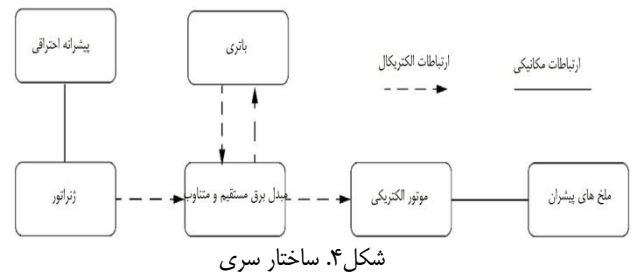 پیشرانه احتراقی
باتری
ارتباطات الکتریکال
ارتباطات مکانیکی
ژنراتور
مبدل برق مستقیم و متناوب
موتور الکتریکی
ملخ های پیشران
شکل۴. ساختار سری